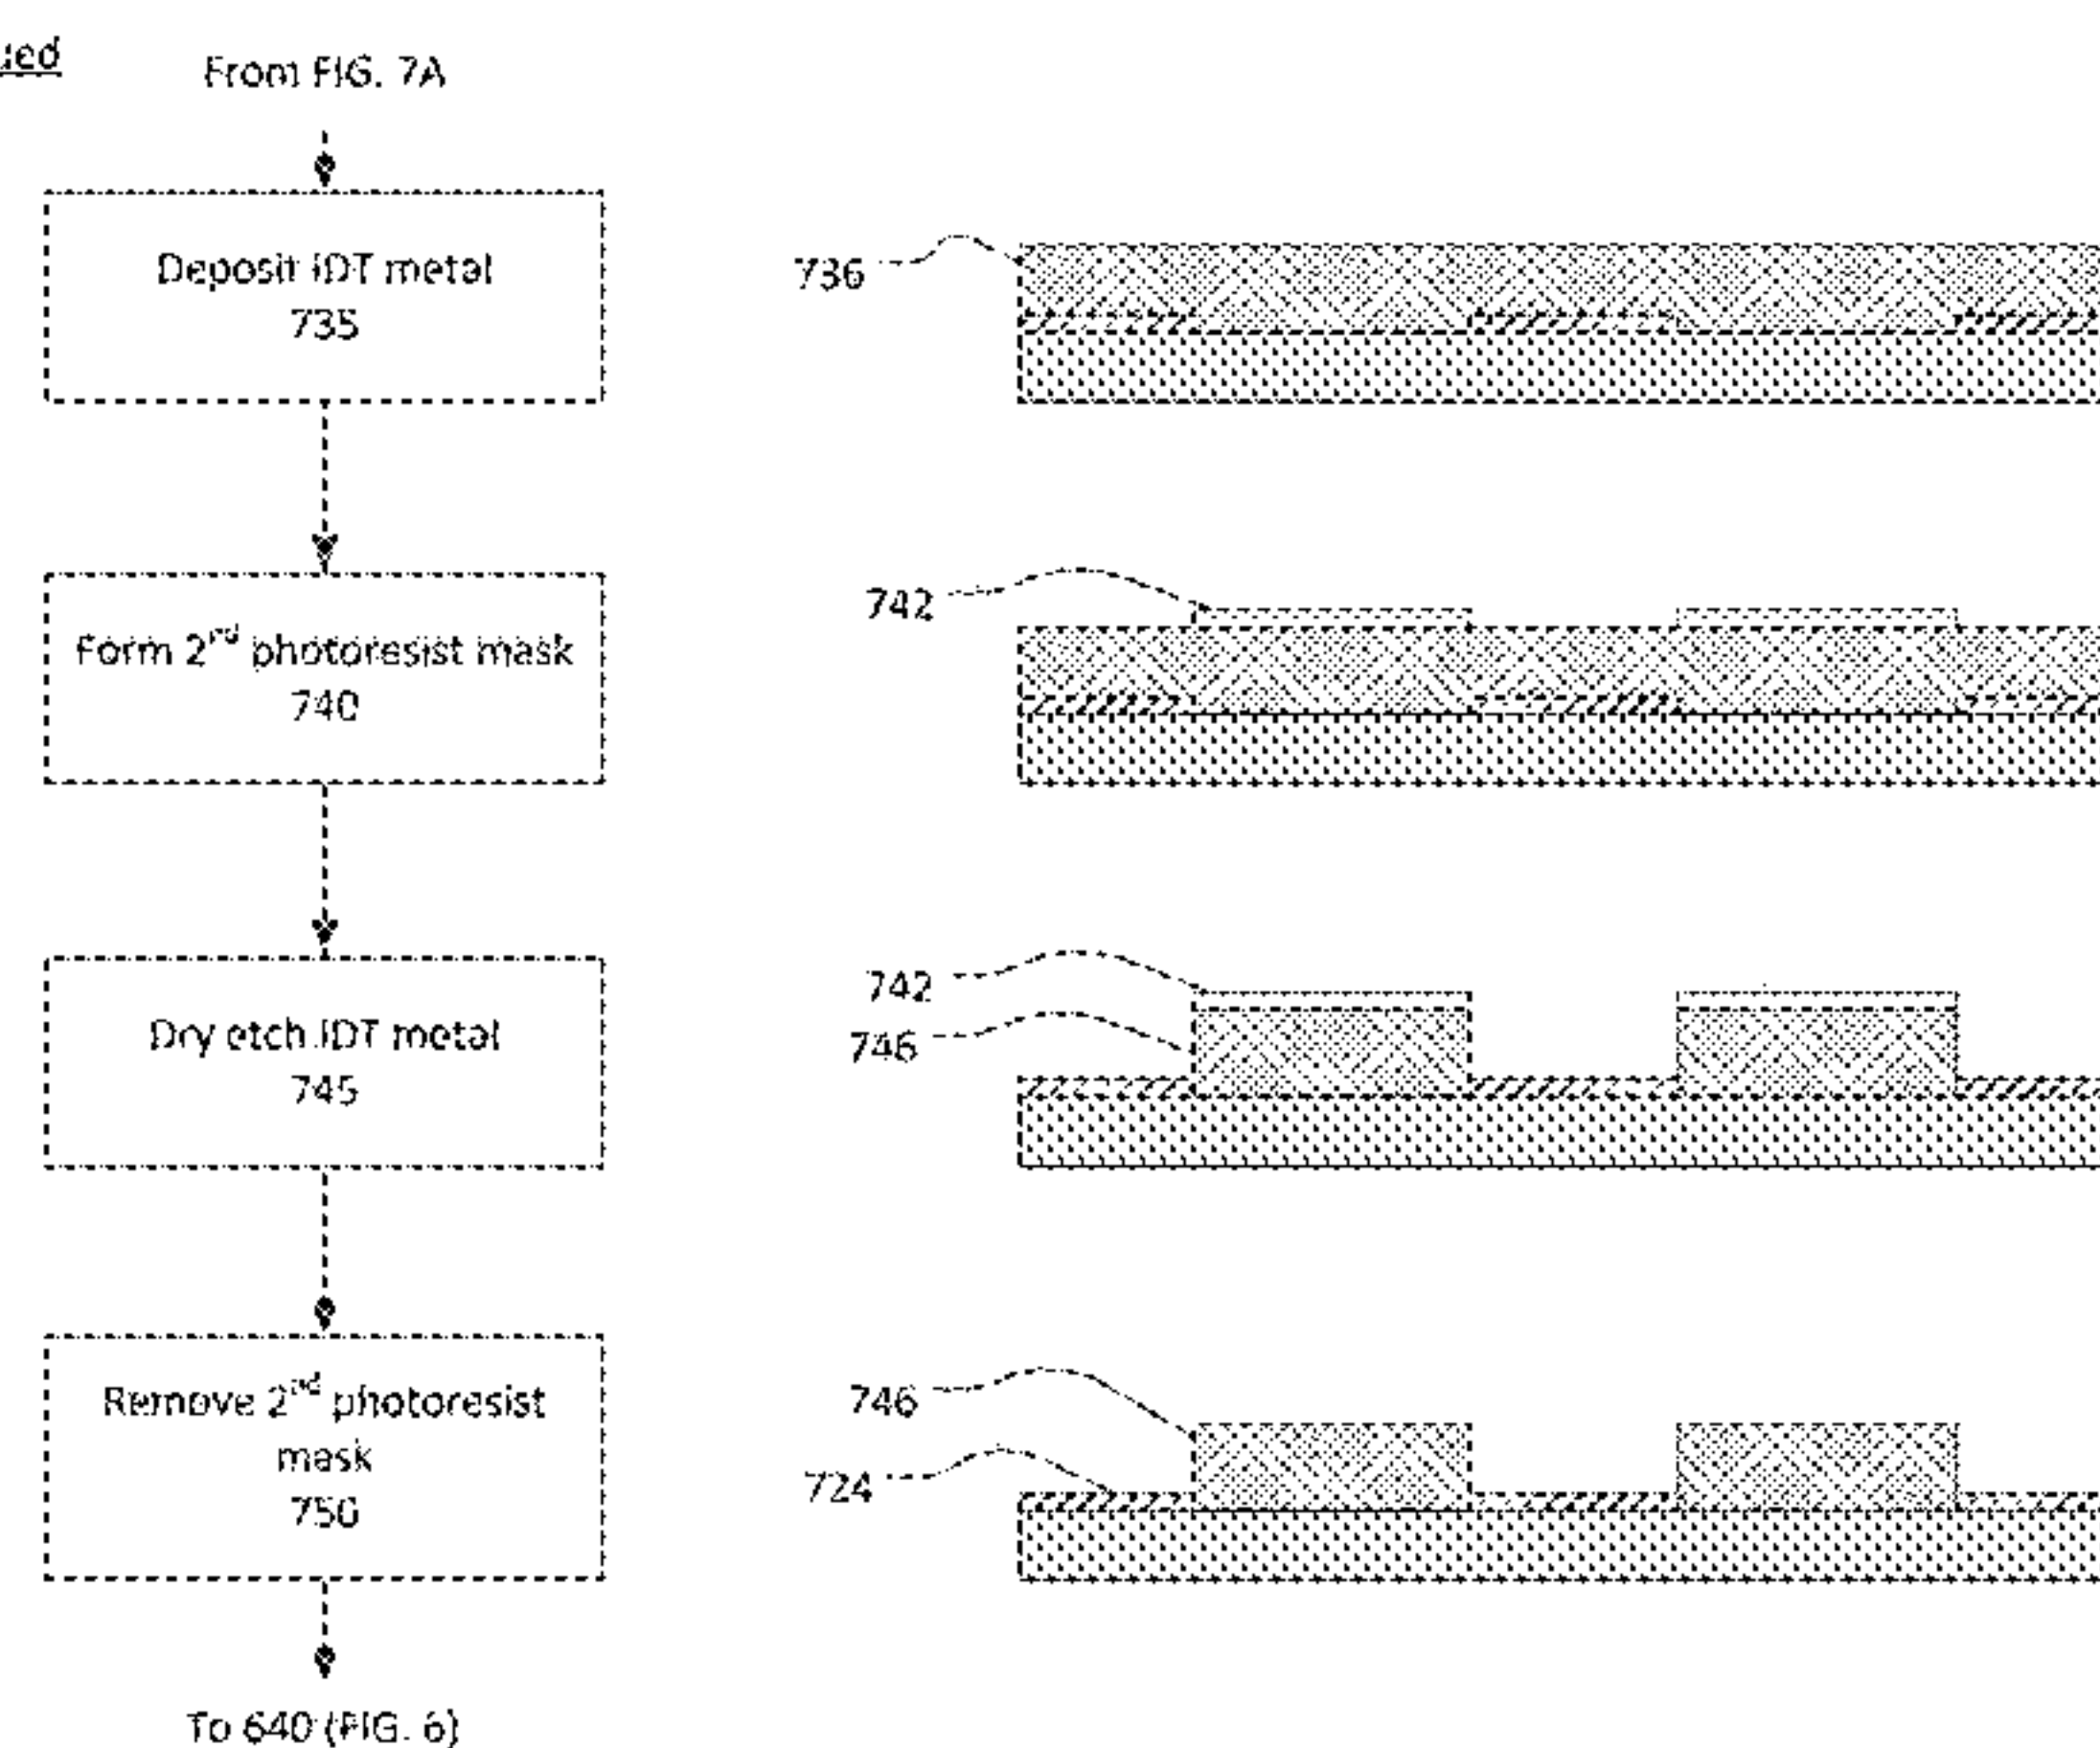 From FIG. 7A
Deposit IDT metal
735
736
Form 2nd photoresist mask
740
742
Dry etch IDT metal
745
742
746
Remove 2nd photoresist
mask
750
746
724
To 640 (FIG. 6)